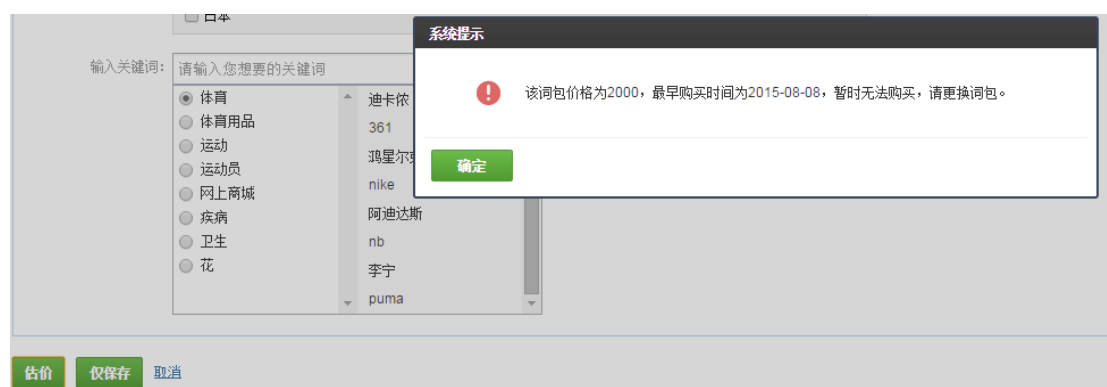 日本
系统提示
输入关键词:
请输入您想要的关键词
该词包价格为2000，最早购买时间为2015-08-08，暂时无法购买，请更换词包。
确定
体育
体育用品
运动
运动员
网上商城
疾病
卫生
花
迪卡侬
361
鸿星尔
nike
阿迪达斯
nb
李宁
puma
估价 仅保存 取消